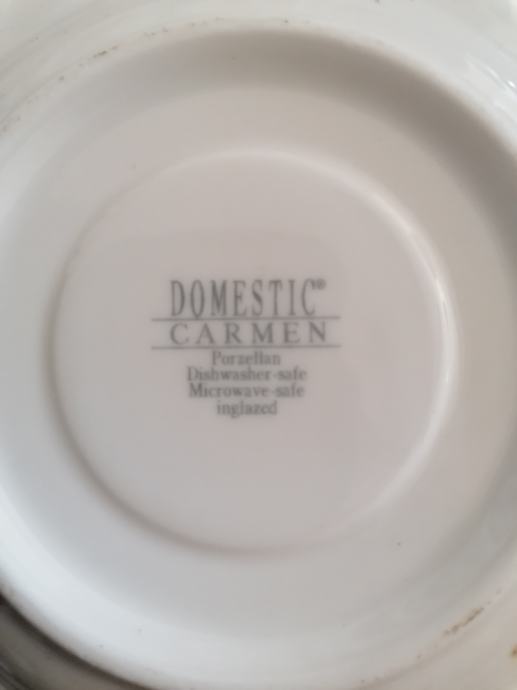 DOMESTIC®
CARMEN
Porzellan
Dishwasher-safe
Microwave-safe
inglazed